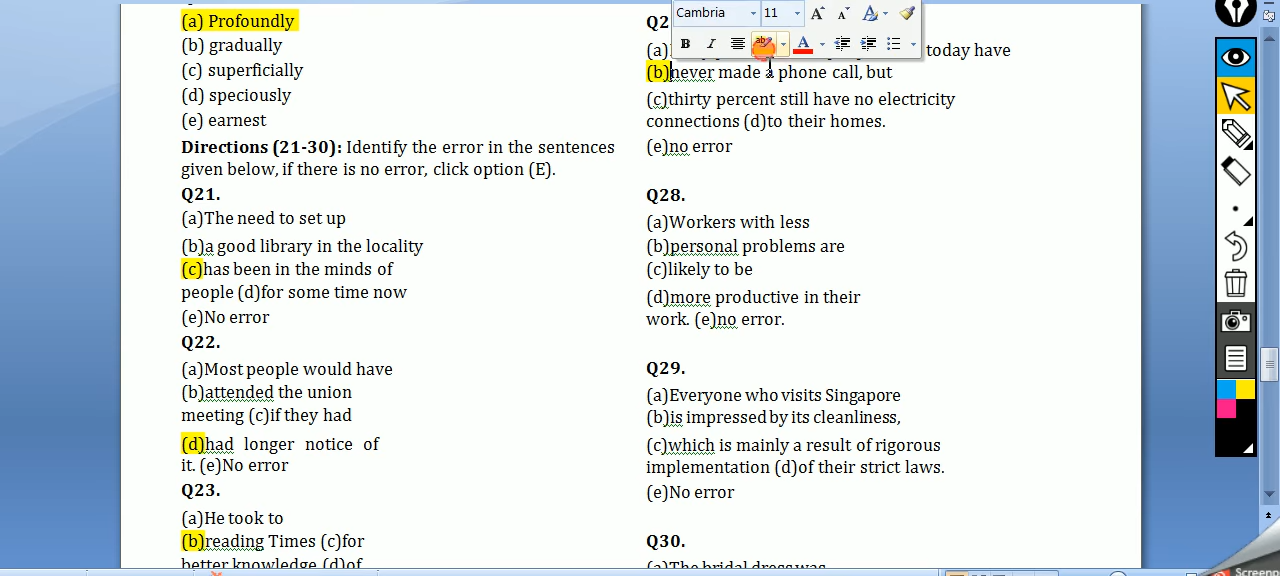 (a) Profoundly
(b) gradually
(c) superficially
(d) speciously
(e) earnest
Directions (21-30): Identify the error in the sentences
given below, if there is no error, click option (E).
Q21.
(a)The need to set up
(b)a good library in the locality
(c)has been in the minds of
people (d)for some time now
(e)No error
Q22.
(a)Most people would have
(b)attended the union
meeting (c)if they had
(d)had longer notice of
it. (e)No error
Q23.
(a)He took to
(b)reading Times (c)for
better knowledge (d)of
Cambria 11
today have
(b)never made a phone call, but
(c)thirty percent still have no electricity
connections (d)to their homes.
(e)no error
Q28.
(a)Workers with less
(b)personal problems are
(c)likely to be
(d)more productive in their
work. (e)no error.
Q29.
(a)Everyone who visits Singapore
(b)is impressed by its cleanliness,
(c)which is mainly a result of rigorous
implementation (d)of their strict laws.
(e)No error
Q30.
(a)The bridal dress was